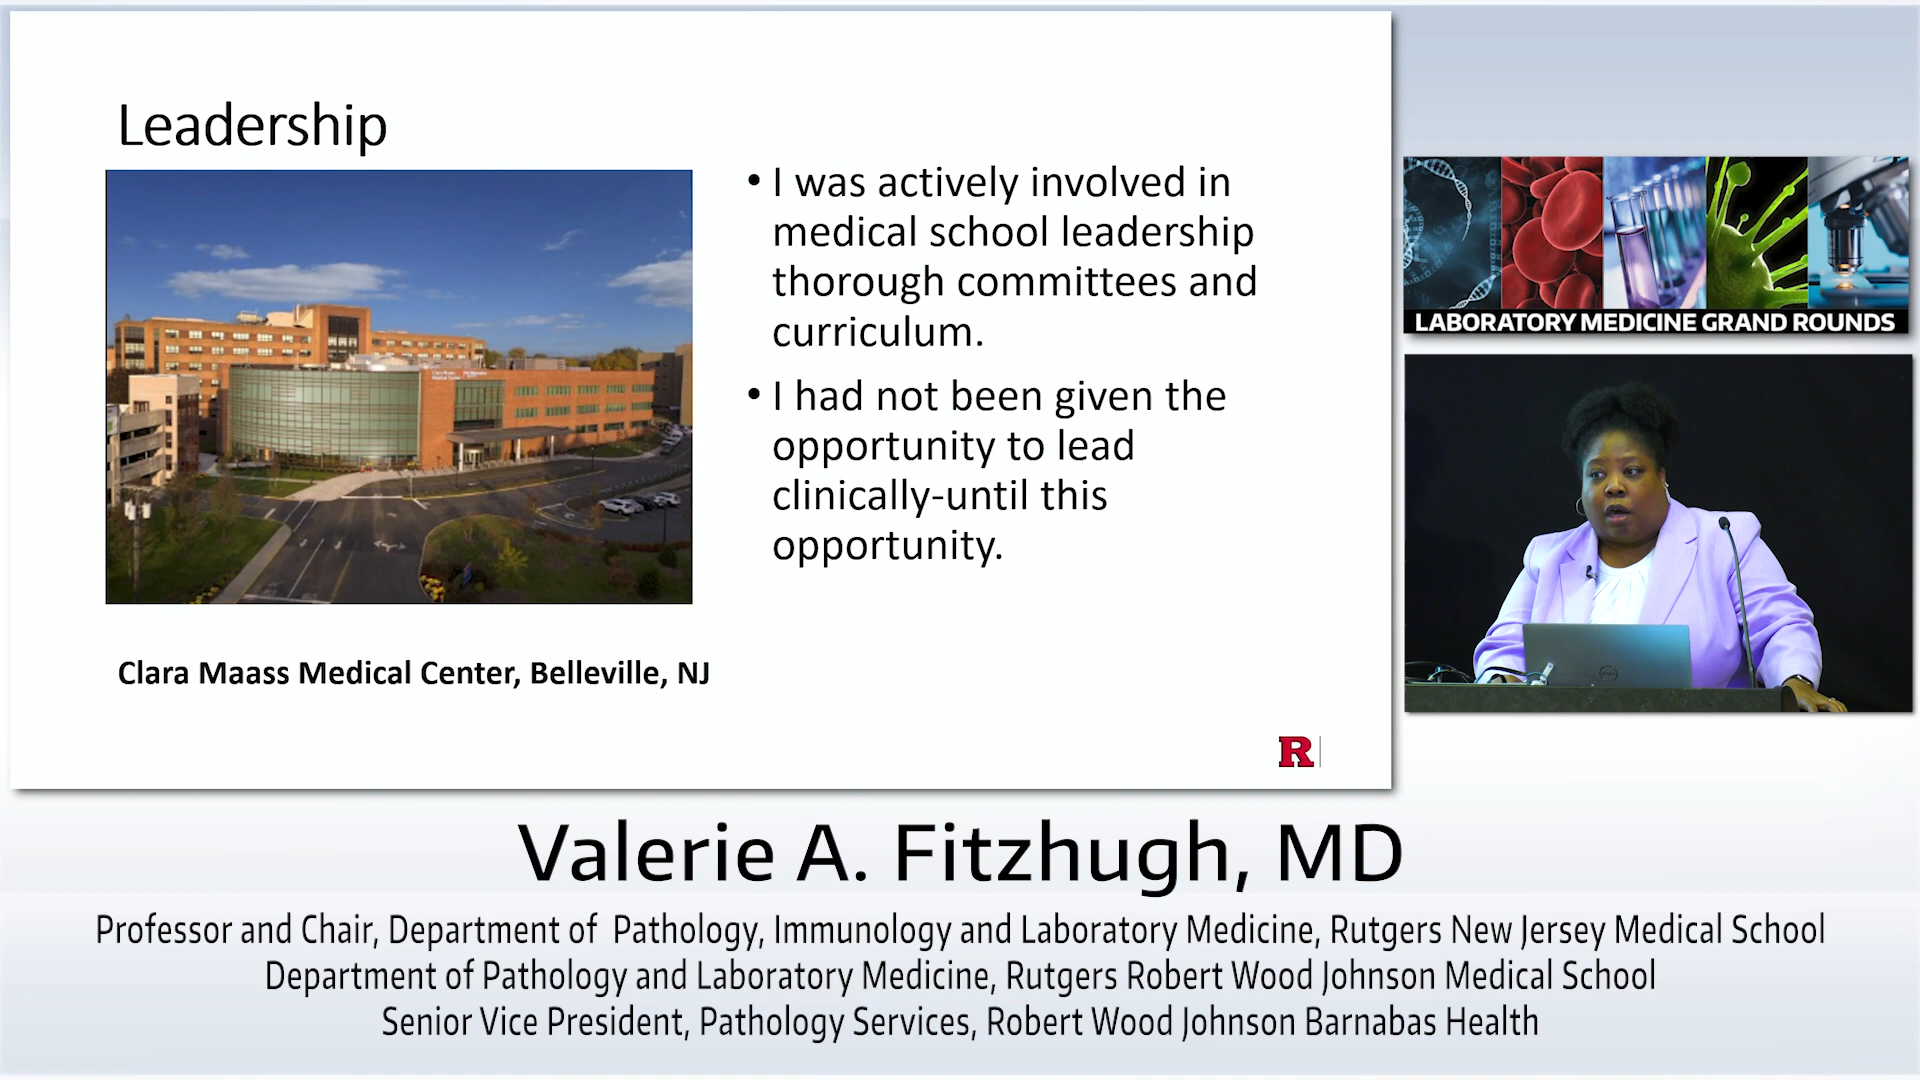 Leadership
• I was actively involved in
medical school leadership
thorough committees and
curriculum.
• I had not been given the
opportunity to lead
clinically-until this
opportunity.
Clara Maass Medical Center, Belleville, NJ
R
LABORATORY MEDICINE GRAND ROUNDS
Valerie A. Fitzhugh, MD
Professor and Chair, Department of Pathology, Immunology and Laboratory Medicine, Rutgers New Jersey Medical School
Department of Pathology and Laboratory Medicine, Rutgers Robert Wood Johnson Medical School
Senior Vice President, Pathology Services, Robert Wood Johnson Barnabas Health